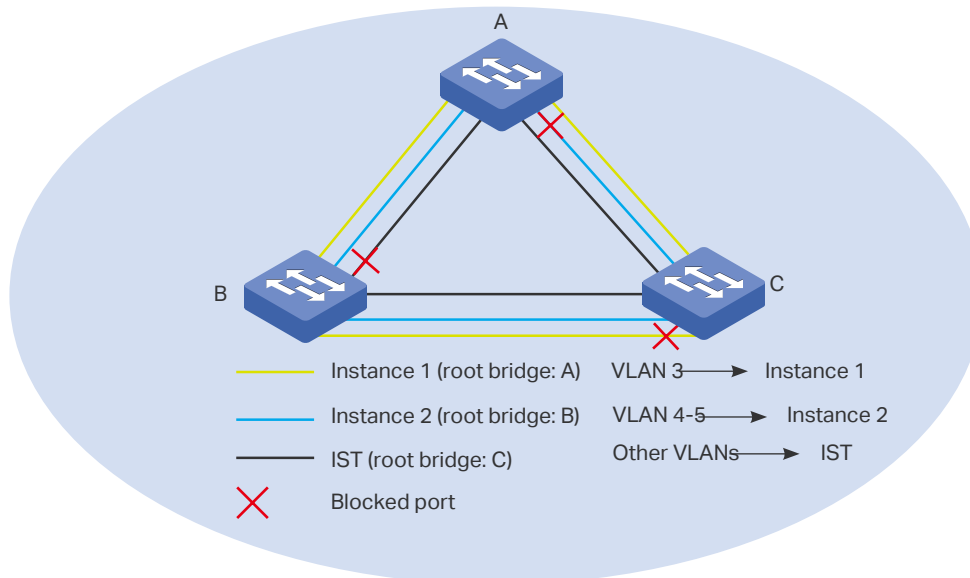 A
B
C
Instance 1 (root bridge: A) VLAN 3 Instance 1
Instance 2 (root bridge: B) VLAN 4-5 Instance 2
IST (root bridge: C) Other VLANs IST
Blocked port